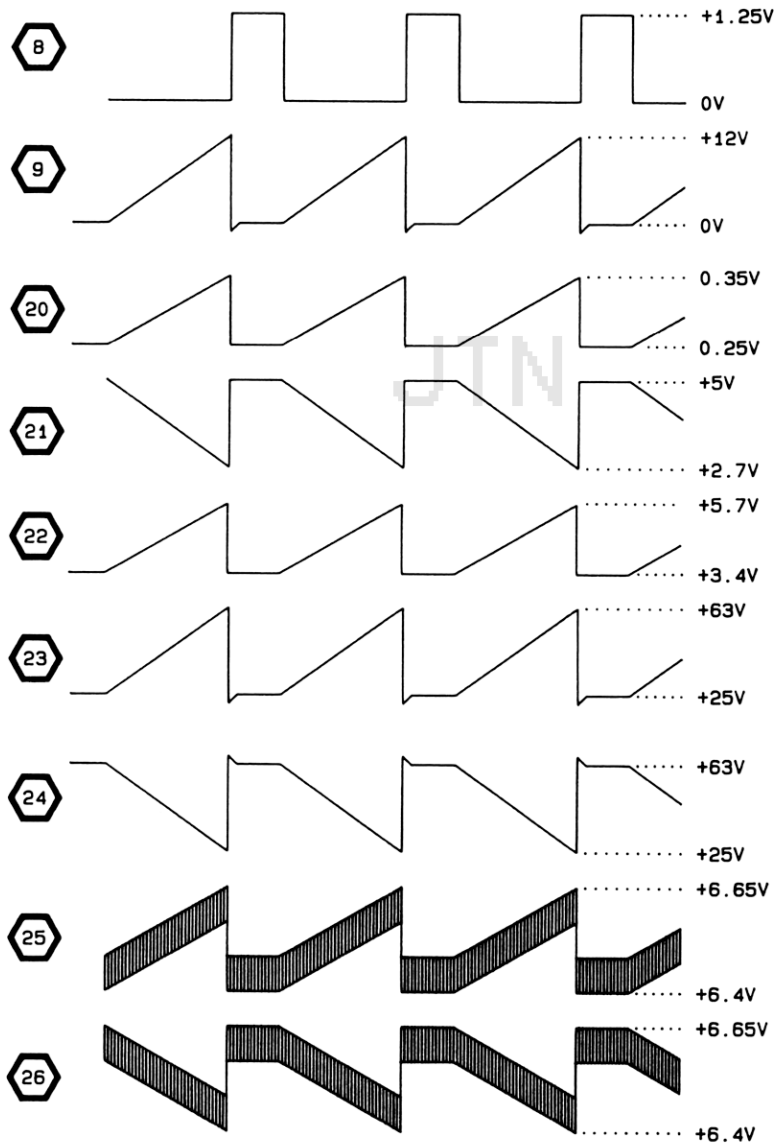 8
+1.25V
0V
9
+12V
0V
20
0.35V
0.25V
JTN
21
+5V
+2.7V
22
+5.7V
+3.4V
23
+63V
+25V
24
+63V
+25V
25
+6.65V
+6.4V
26
+6.65V
+6.4V